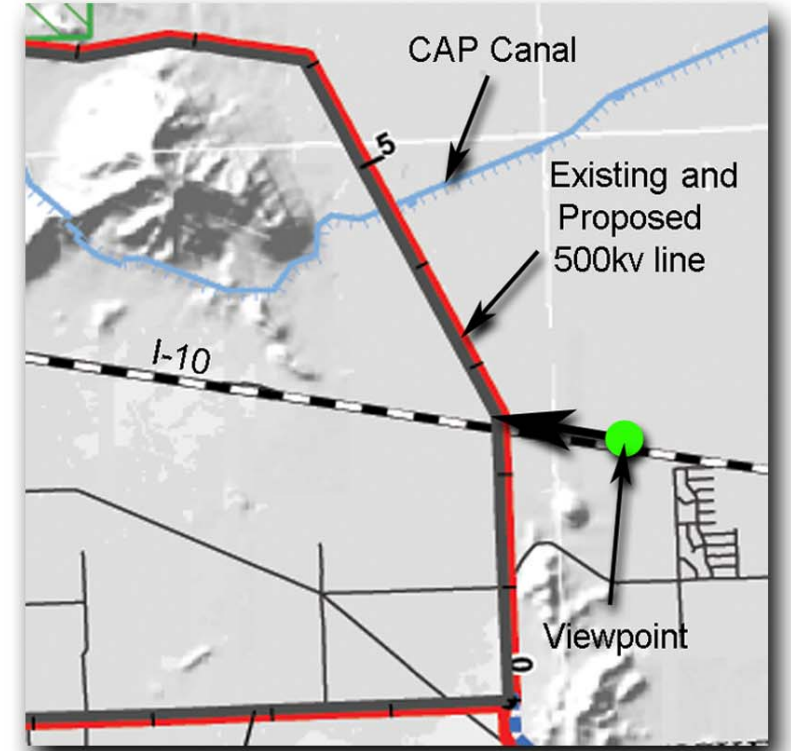 CAP Canal
5
Existing and
Proposed
500kv line
I-10
Viewpoint
0